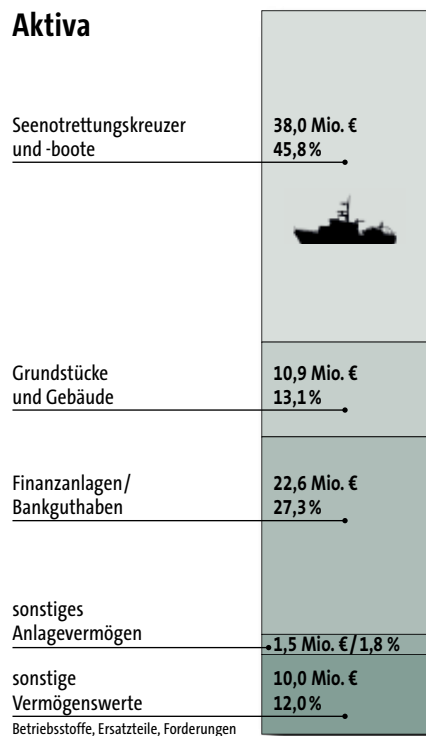 Aktiva
Seenotrettungskreuzer
und -boote
38,0 Mio. €
45,8 %
Grundstücke
und Gebäude
10,9 Mio. €
13,1 %
Finanzanlagen/
Bankguthaben
22,6 Mio. €
27,3 %
sonstiges
Anlagevermögen
1,5 Mio. €/ 1,8 %
sonstige
Vermögenswerte
10,0 Mio. €
12,0 %
Betriebsstoffe, Ersatzteile, Forderungen